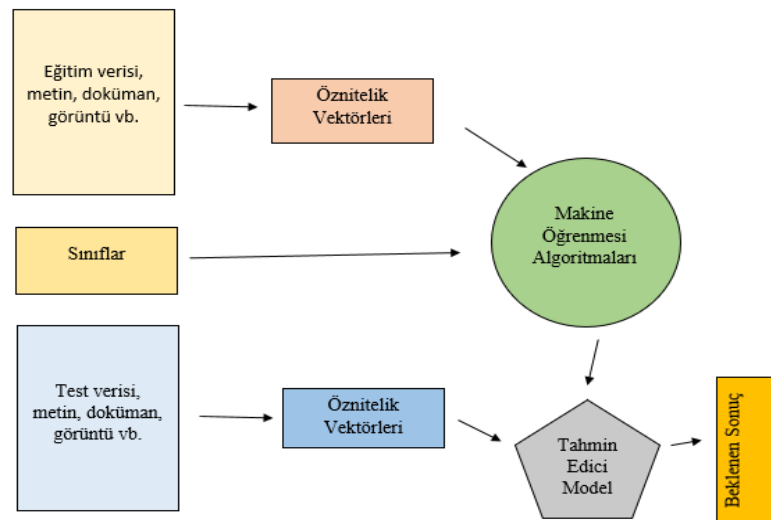 Eğitim verisi,
metin, doküman,
görüntü vb.
Öznitelik
Vektörleri
Makine
Öğrenmesi
Algoritmaları
Sınıflar
Test verisi,
metin, doküman,
görüntü vb.
Öznitelik
Vektörleri
Tahmin
Edici
Model
Beklenen Sonuç